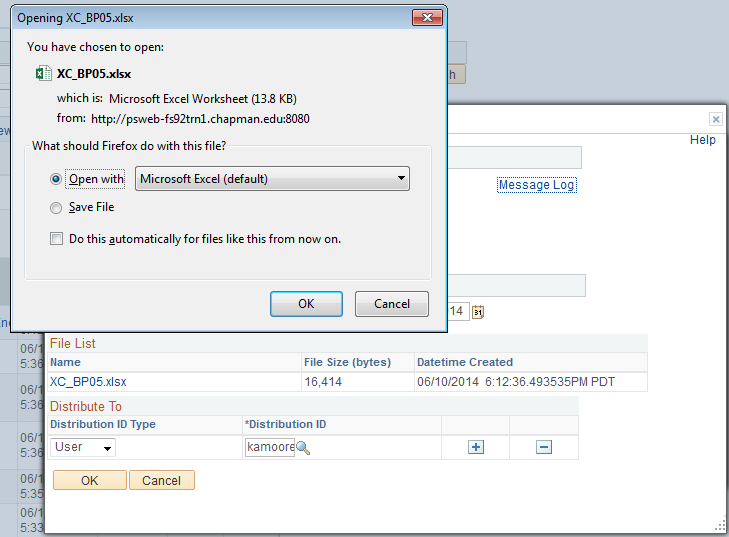 Opening XC_BP05.xlsx
You have chosen to open:
XC_BP05.xlsx
which is: Microsoft Excel Worksheet (13.8 KB)
from: http://psweb-fs92trn1.chapman.edu:8080
What should Firefox do with this file?
Open with Microsoft Excel (default)
Save File
Do this automatically for files like this from now on.
OK Cancel
h
Help
Message Log
14 31
File List
Name File Size (bytes) Datetime Created
XC_BP05.xlsx 16,414 06/10/2014 6:12:36.493535PM PDT
Distribute To
Distribution ID Type *Distribution ID
User kamoore
OK Cancel
06/1
5:36
06/1
5:36
06/1
5:36
06/1
5:35
06/1
5:33